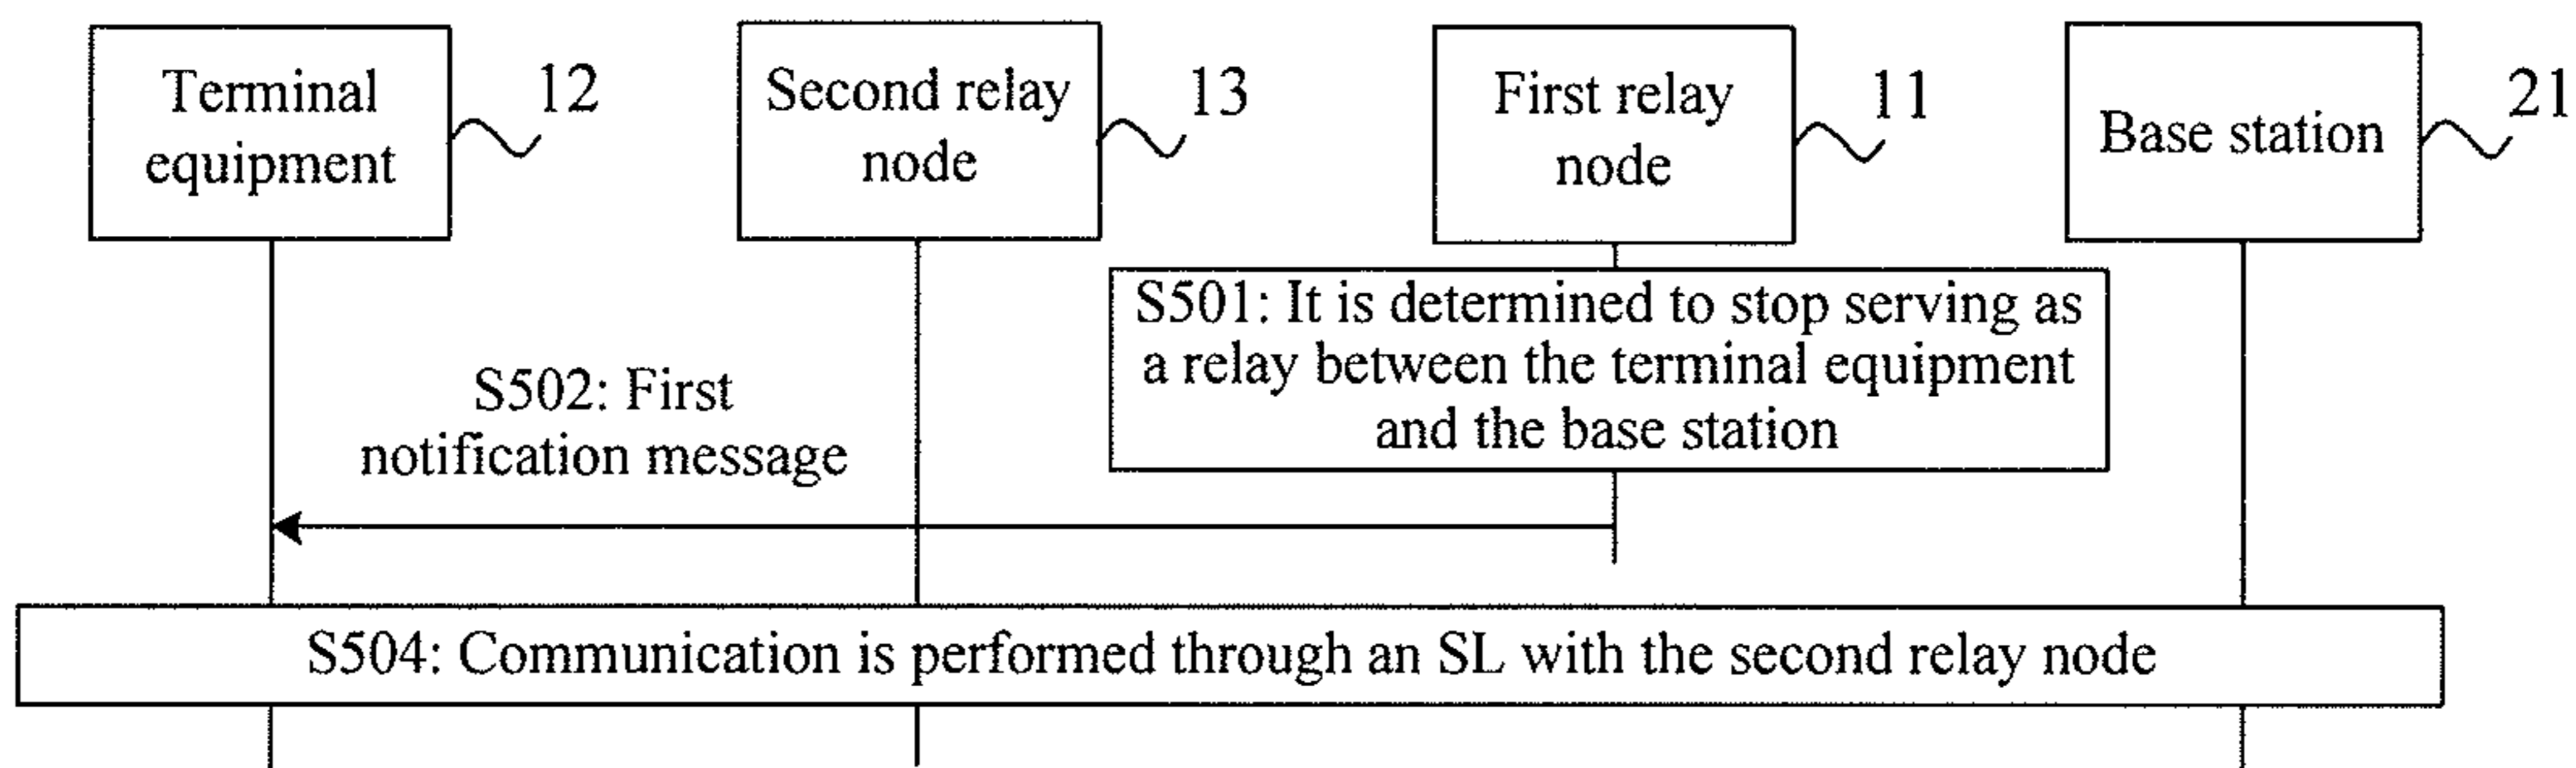 Terminal
equipment
12
Second relay
node
13
First relay
node
11
Base station
21
S501: It is determined to stop serving as
a relay between the terminal equipment
and the base station
S502: First
notification message
S504: Communication is performed through an SL with the second relay node